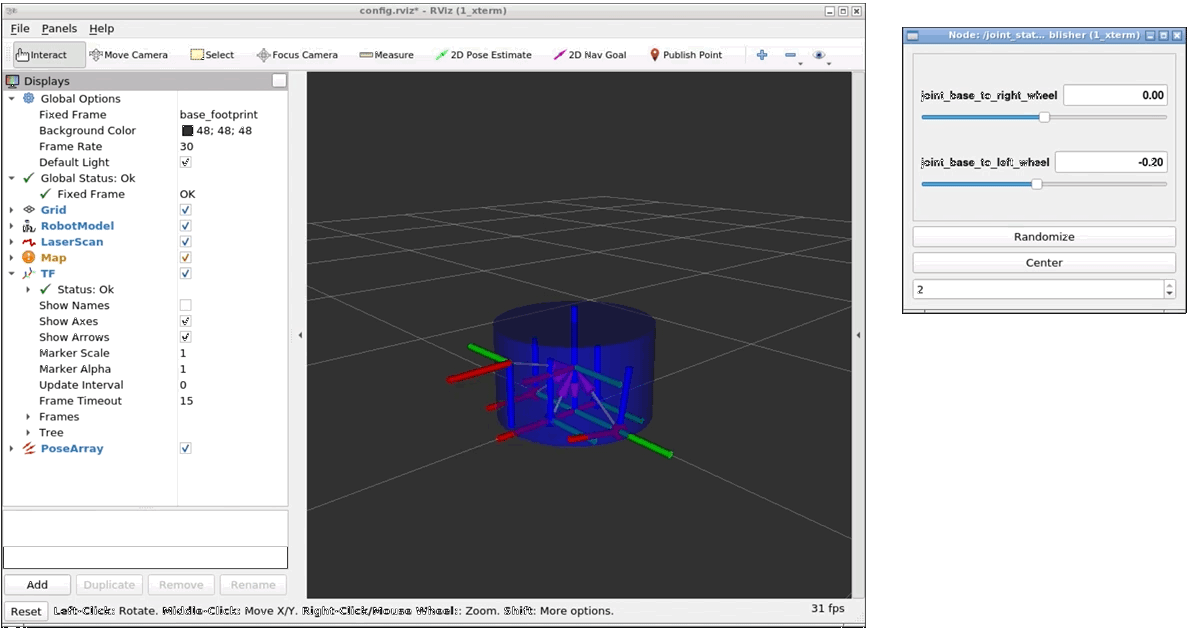 config.rviz* - RViz (1_xterm)
File Panels Help
Interact Move Camera Select Focus Camera Measure 2D Pose Estimate 2D Nav Goal Publish Point
Displays
Global Options
Fixed Frame base_footprint
Background Color 48; 48; 48
Frame Rate 30
Default Light
Global Status: Ok
Fixed Frame OK
Grid
RobotModel
LaserScan
Map
TF
Status: Ok
Show Names
Show Axes
Show Arrows
Marker Scale 1
Marker Alpha 1
Update Interval 0
Frame Timeout 15
Frames
Tree
PoseArray
Add Duplicate Remove Rename
Reset Left-Click: Rotate. Middle-Click: Move X/Y. Right-Click/Mouse Wheel:: Zoom. Shift: More options. 31 fps
Node: /joint_stat... blisher (1_xterm)
joint_base_to_right_wheel 0.00
joint_base_to_left_wheel -0.20
Randomize
Center
2